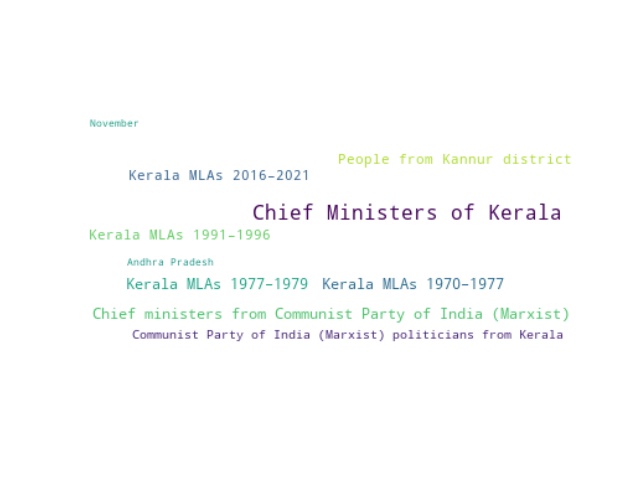 November
People from Kannur district
Kerala MLAs 2016–2021
Chief Ministers of Kerala
Kerala MLAs 1991–1996
Andhra Pradesh
Kerala MLAs 1977–1979 Kerala MLAs 1970–1977
Chief ministers from Communist Party of India (Marxist)
Communist Party of India (Marxist) politicians from Kerala